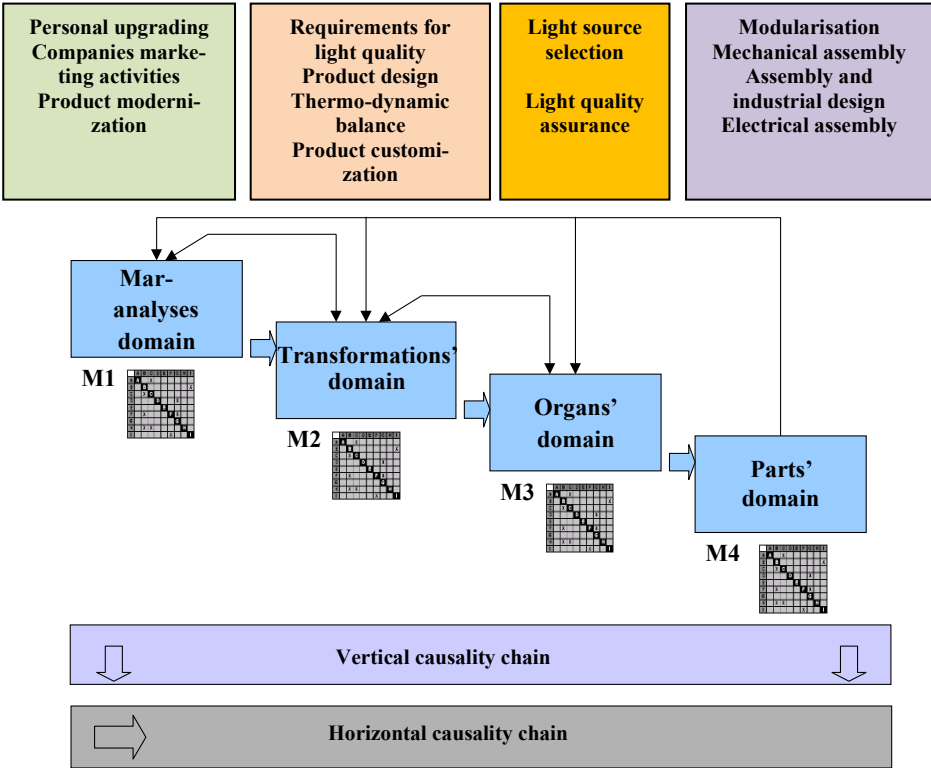 Personal upgrading
Companies marke-
ting activities
Product moderni-
zation
Requirements for
light quality
Product design
Thermo-dynamic
balance
Product customi-
zation
Light source
selection
Light quality
assurance
Modularisation
Mechanical assembly
Assembly and
industrial design
Electrical assembly
Mar-
analyses
domain
M1
Transformations’
domain
M2
Organs’
domain
M3
Parts’
domain
M4
Vertical causality chain
Horizontal causality chain